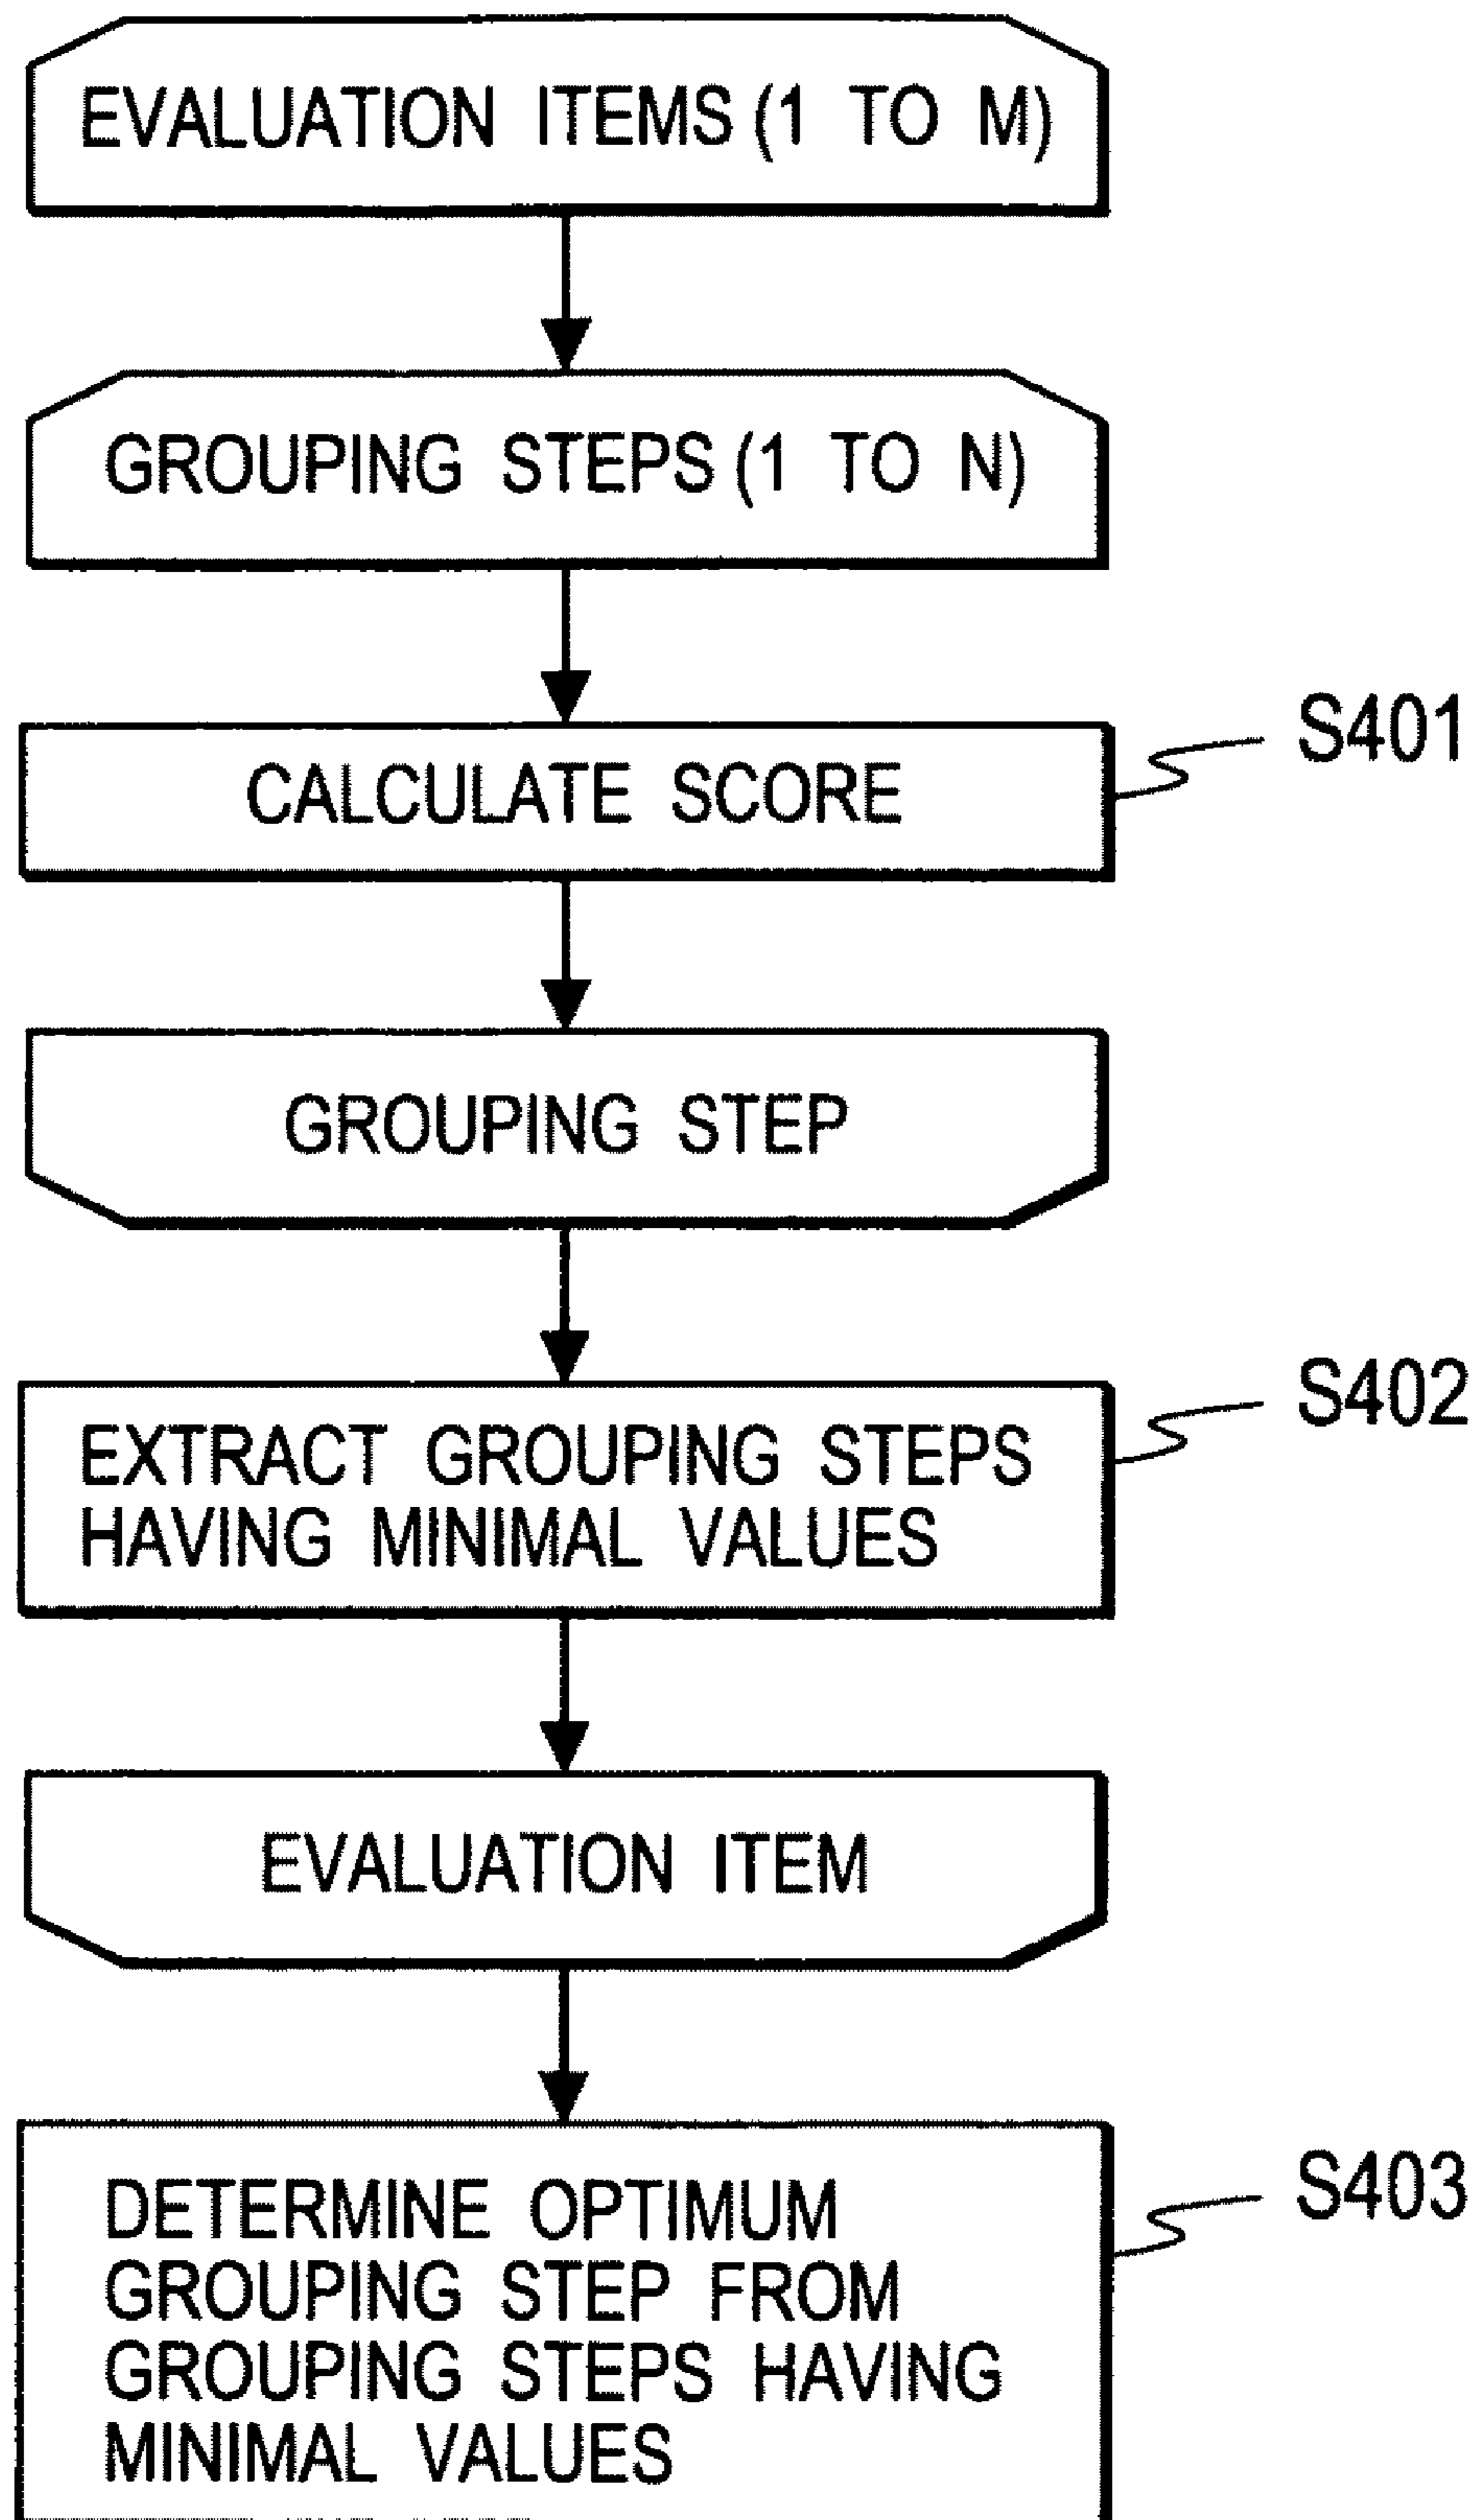 EVALUATION ITEMS (1 TO M)
GROUPING STEPS (1 TO N)
S401
CALCULATE SCORE
GROUPING STEP
S402
EXTRACT GROUPING STEPS
HAVING MINIMAL VALUES
EVALUATION ITEM
S403
DETERMINE OPTIMUM
GROUPING STEP FROM
GROUPING STEPS HAVING
MINIMAL VALUES